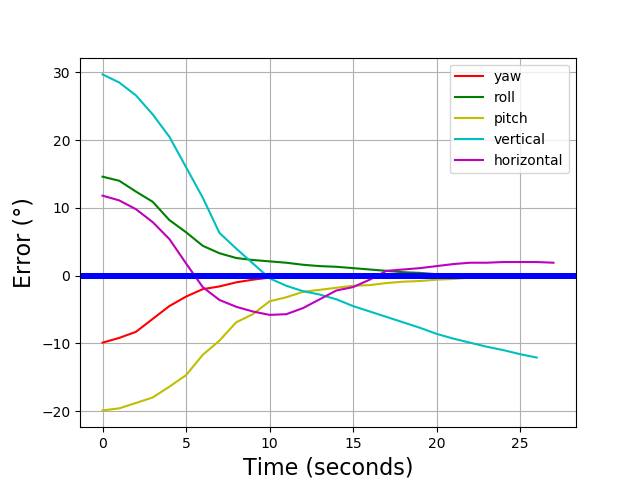 30
20
10
0
−10
−20
Error (°)
yaw
roll
pitch
vertical
horizontal
0 5 10 15 20 25
Time (seconds)